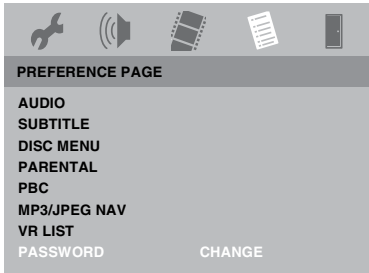 PREFERENCE PAGE
AUDIO
SUBTITLE
DISC MENU
PARENTAL
PBC
MP3/JPEG NAV
VR LIST
PASSWORD CHANGE